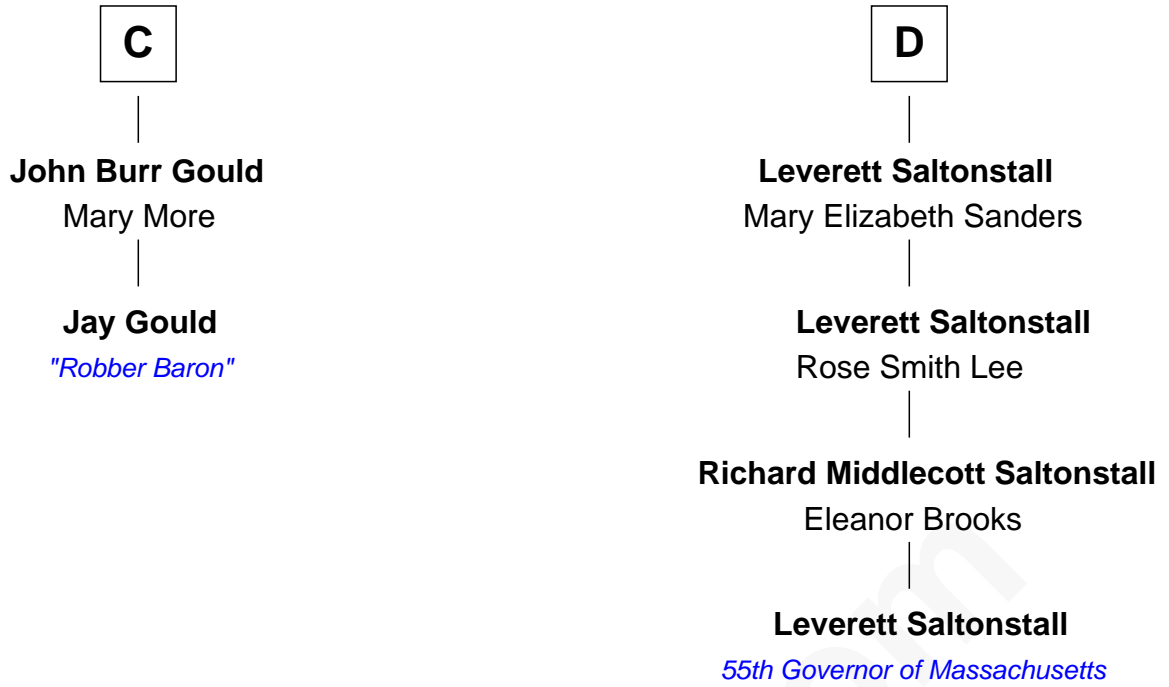 C
John Burr Gould
Mary More
Jay Gould
"Robber Baron"
D
Leverett Saltonstall
Mary Elizabeth Sanders
Leverett Saltonstall
Rose Smith Lee
Richard Middlecott Saltonstall
Eleanor Brooks
Leverett Saltonstall
55th Governor of Massachusetts